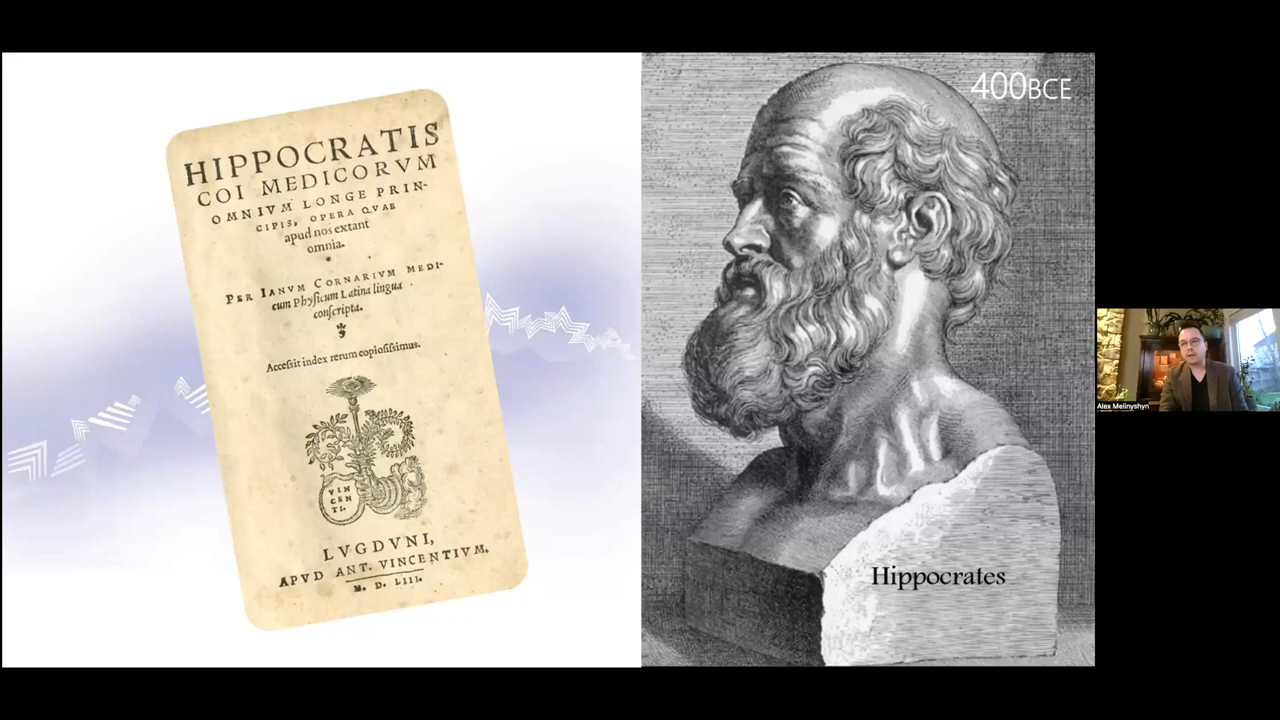 HIPPOCRATIS
COI MEDICORVM
OMNIVM LONGE PRIN-
CIPIS, OPERA QVAE
apud nos extant
omnia.
PER IANVM CORNARIVM MEDI-
cum Physicum Latina lingua
conscripta.
Accessit index rerum copiosissimus.
VIN
CEN
TI.
LVGDVNI,
APVD ANT. VINCENTIVM.
M. D. LIII.
400BCE
Hippocrates
Alex Melinyshyn